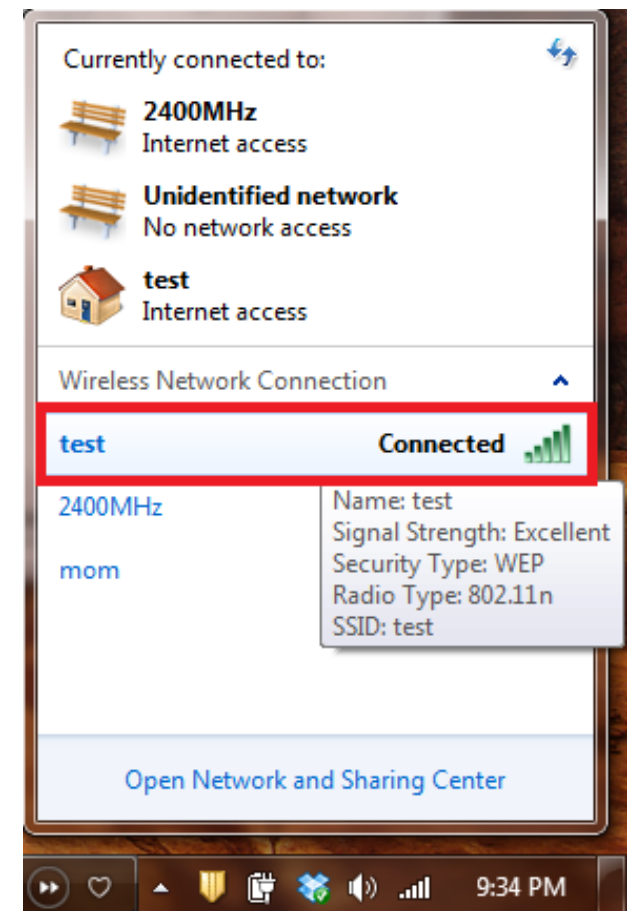 Currently connected to:
2400MHz
Internet access
Unidentified network
No network access
test
Internet access
Wireless Network Connection
test Connected
2400MHz
mom
Name: test
Signal Strength: Excellent
Security Type: WEP
Radio Type: 802.11n
SSID: test
Open Network and Sharing Center
9:34 PM